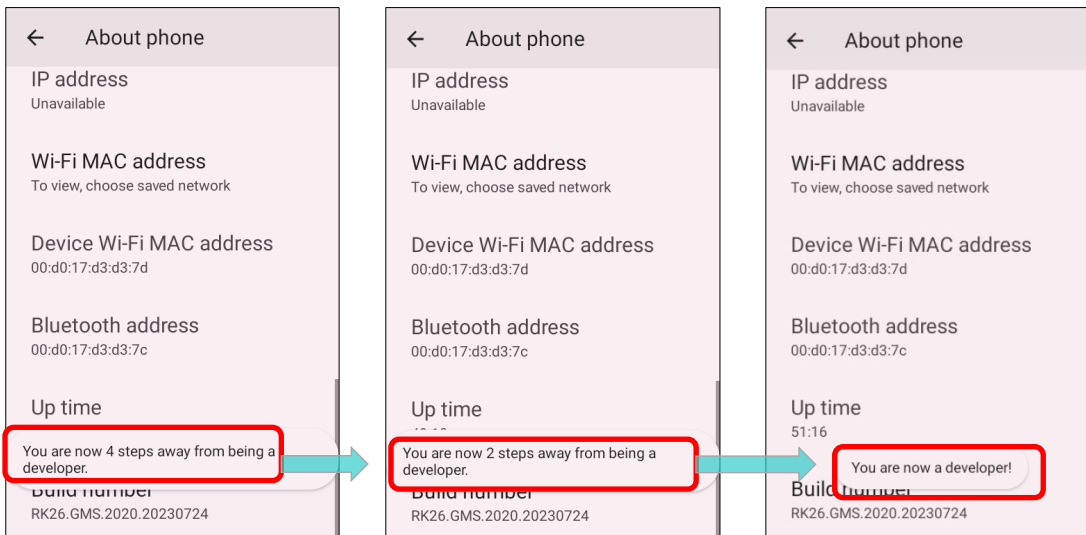 About phone
IP address
Unavailable
Wi-Fi MAC address
To view, choose saved network
Device Wi-Fi MAC address
00:d0:17:d3:d3:7d
Bluetooth address
00:d0:17:d3:d3:7c
Up time
You are now 4 steps away from being a
developer.
Build number
RK26.GMS.2020.20230724
About phone
IP address
Unavailable
Wi-Fi MAC address
To view, choose saved network
Device Wi-Fi MAC address
00:d0:17:d3:d3:7d
Bluetooth address
00:d0:17:d3:d3:7c
Up time
You are now 2 steps away from being a
developer.
Build number
RK26.GMS.2020.20230724
About phone
IP address
Unavailable
Wi-Fi MAC address
To view, choose saved network
Device Wi-Fi MAC address
00:d0:17:d3:d3:7d
Bluetooth address
00:d0:17:d3:d3:7c
Up time
51:16
You are now a developer!
Build number
RK26.GMS.2020.20230724